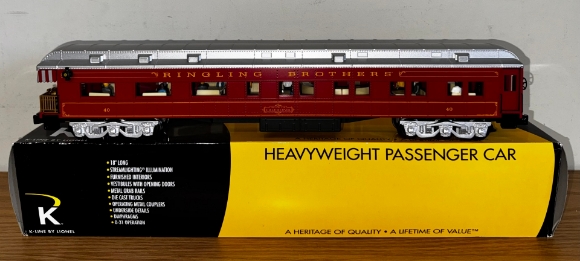 RINGLING BROTHERS
40 40
HEAVYWEIGHT PASSENGER CAR
• 18" LONG
• STREAMLIGHTING™ ILLUMINATION
• FURNISHED INTERIORS
• VESTIBULES WITH OPENING DOORS
• METAL GRAB RAILS
• DIE CAST TRUCKS
• OPERATING METAL COUPLERS
• UNDERSIDE DETAILS
• DIAPHRAGMS
• O-31 OPERATION
K
K-LINE BY LIONEL
A HERITAGE OF QUALITY • A LIFETIME OF VALUE™